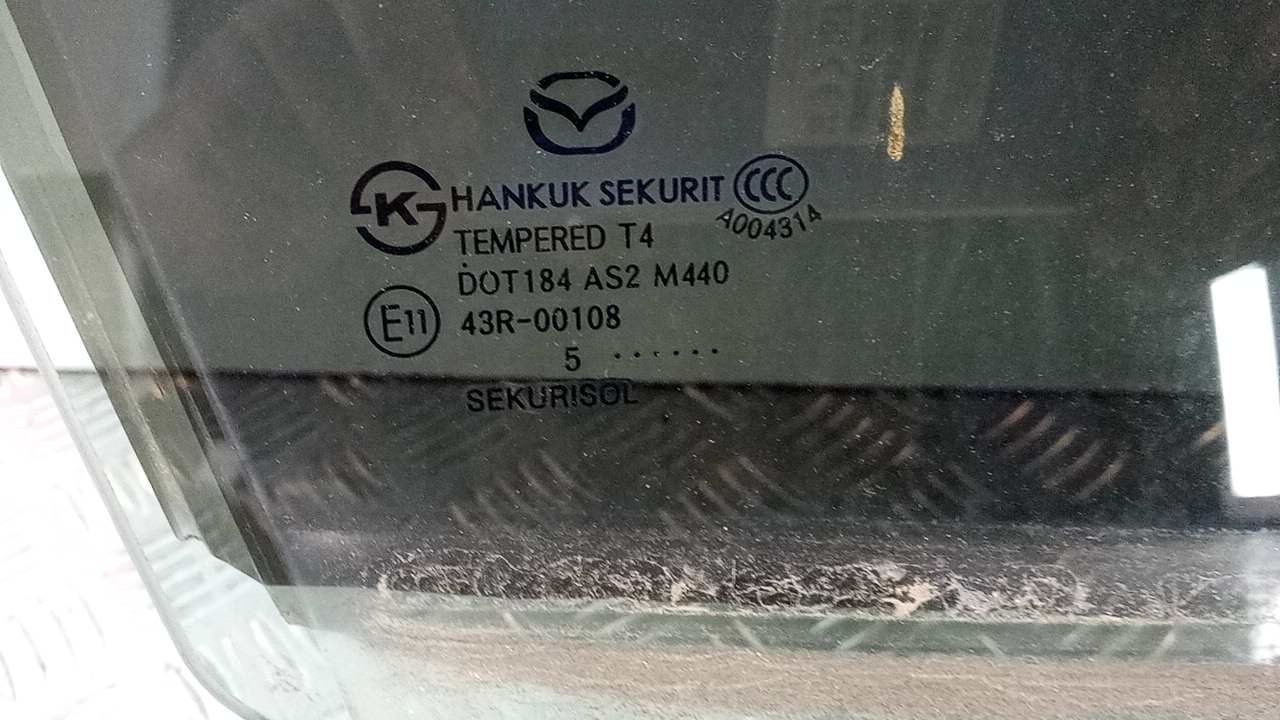 K HANKUK SEKURIT CCC
A004314
TEMPERED T4
DOT184 AS2 M440
E11 43R-00108
5 ······
SEKURISOL